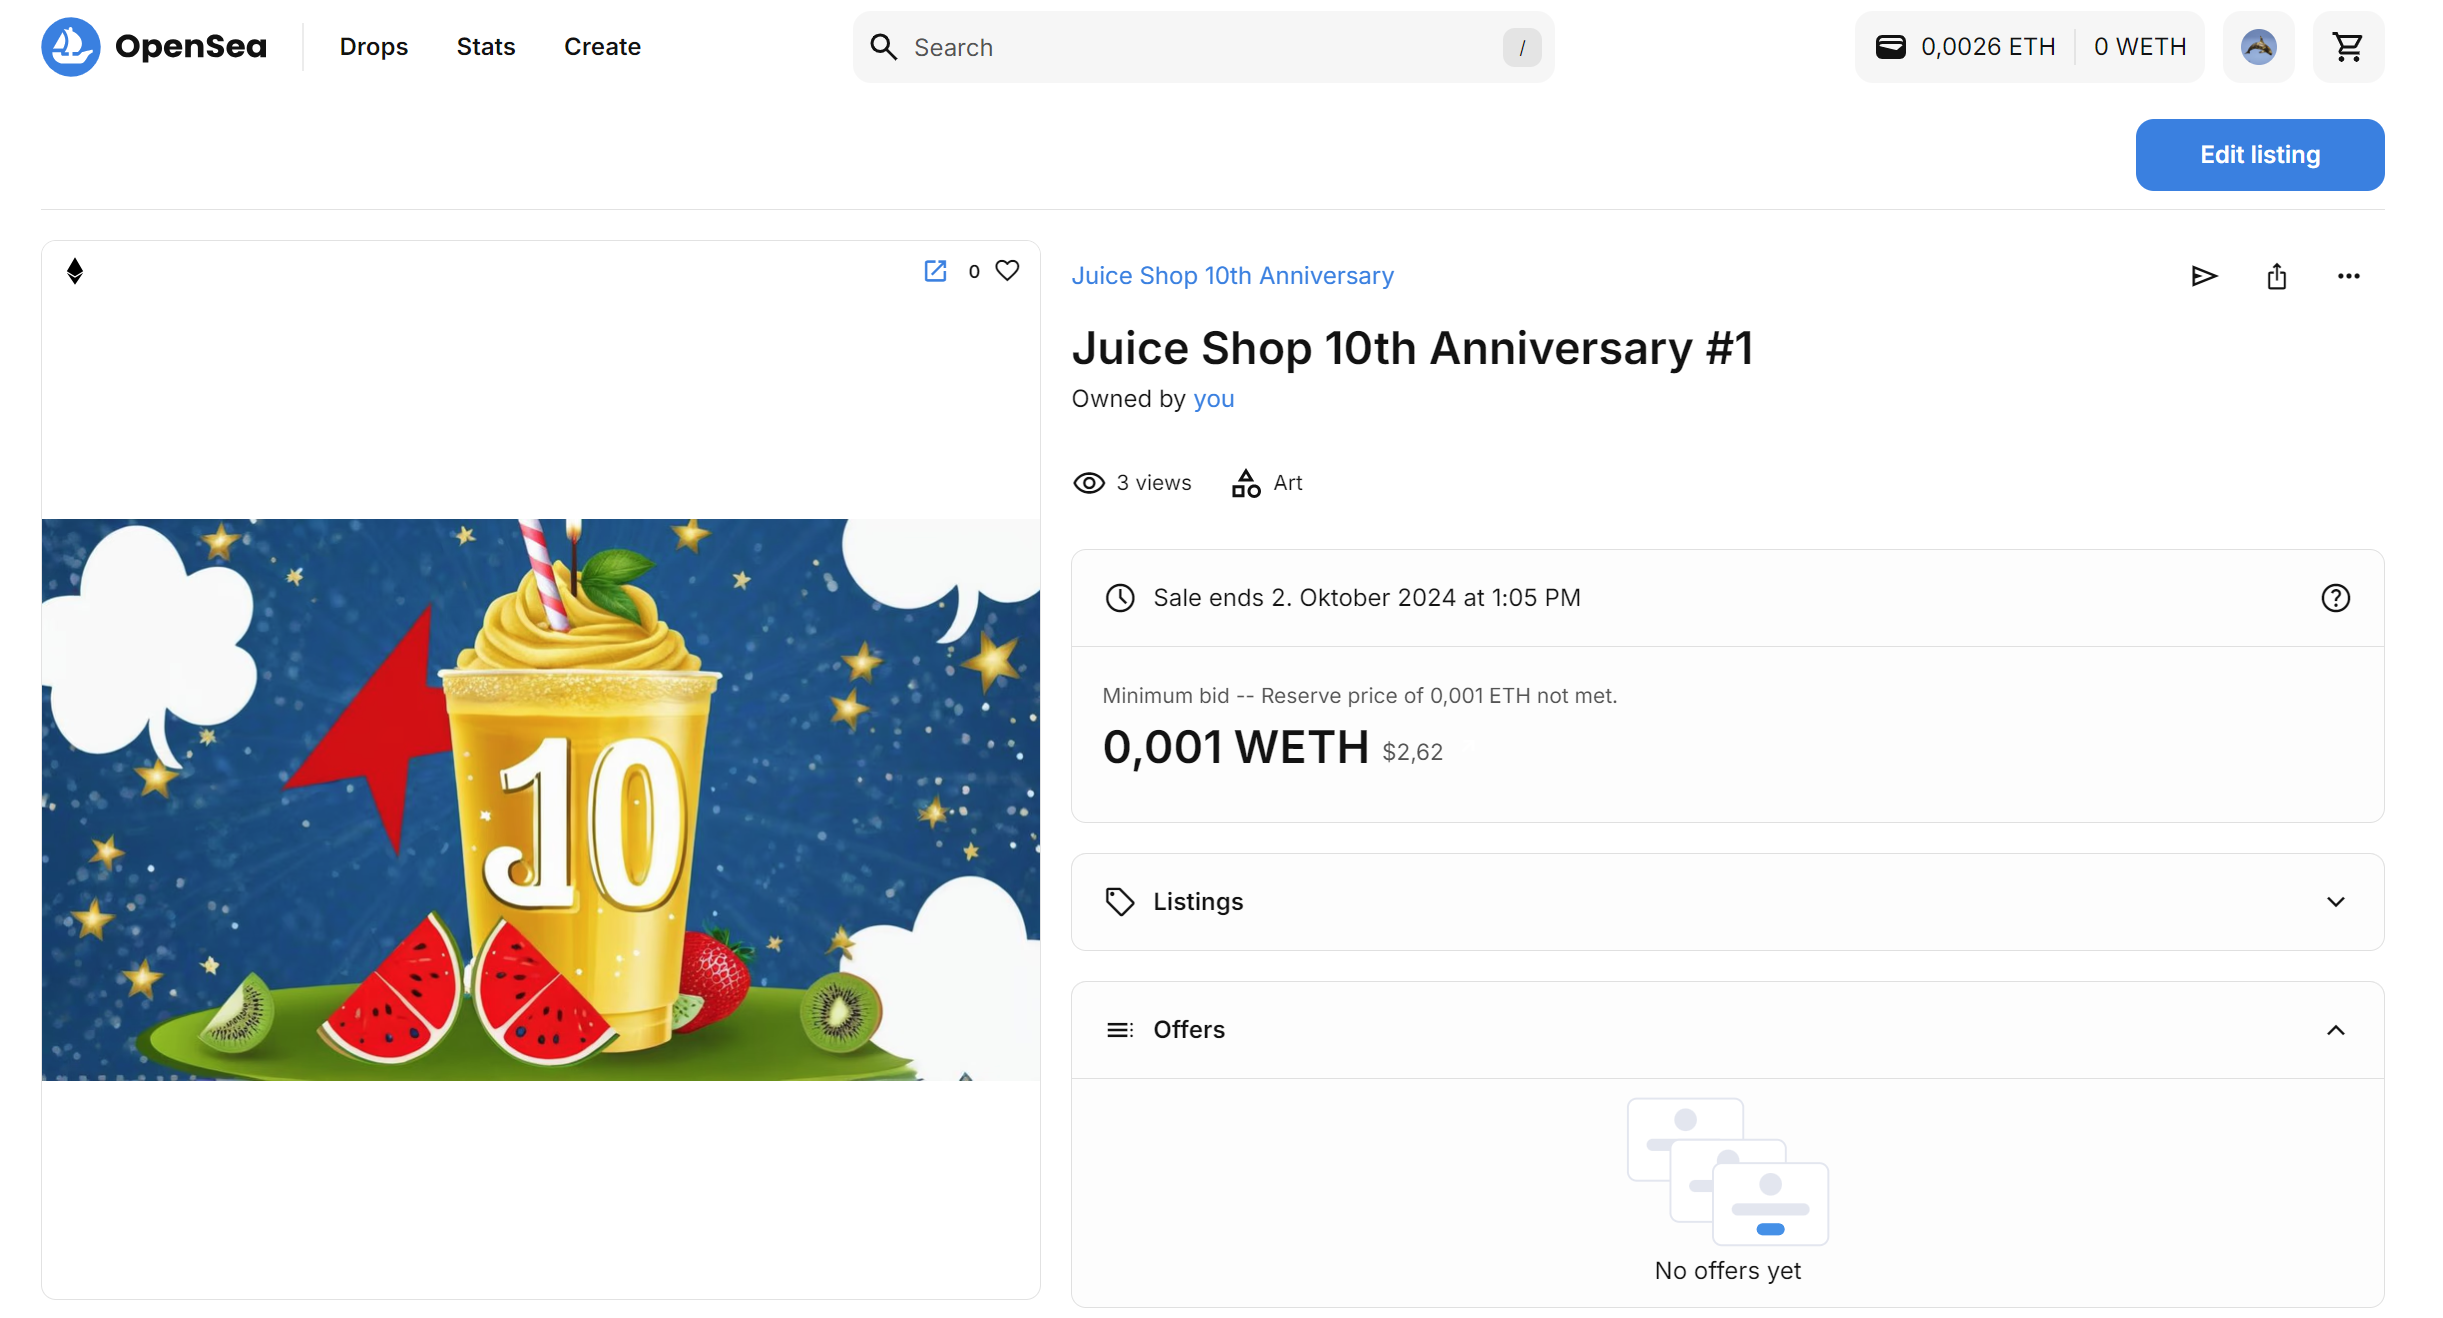 OpenSea
Drops
Stats
Create
Search
/
0,0026 ETH
0 WETH
Edit listing
0
Juice Shop 10th Anniversary
Juice Shop 10th Anniversary #1
Owned by you
3 views
Art
Sale ends 2. Oktober 2024 at 1:05 PM
Minimum bid -- Reserve price of 0,001 ETH not met.
0,001 WETH $2,62
10
Listings
Offers
No offers yet